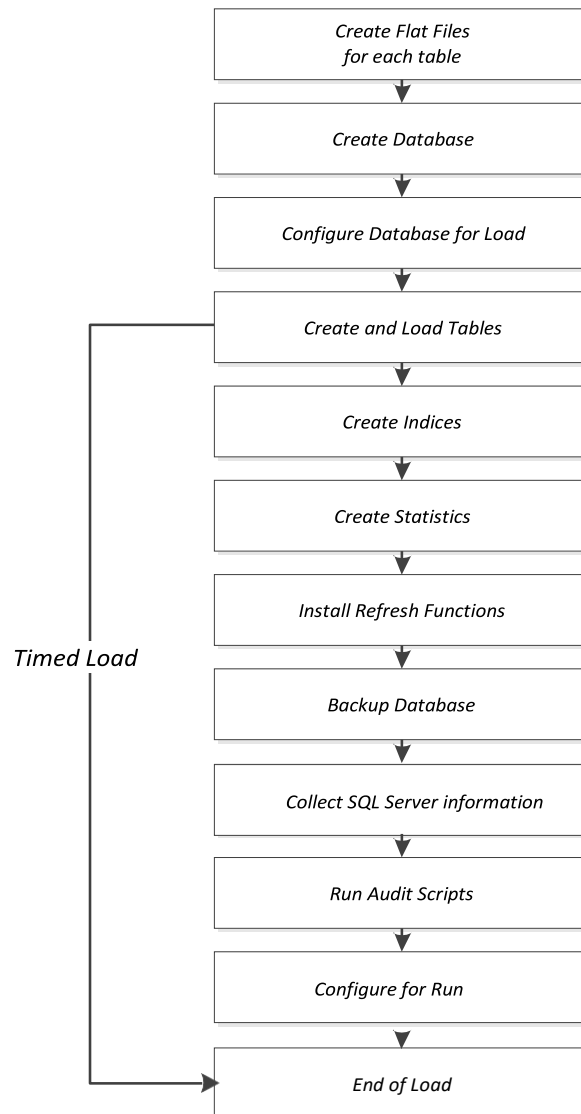 Create Flat Files
for each table
Create Database
Configure Database for Load
Create and Load Tables
Create Indices
Create Statistics
Install Refresh Functions
Timed Load
Backup Database
Collect SQL Server information
Run Audit Scripts
Configure for Run
End of Load